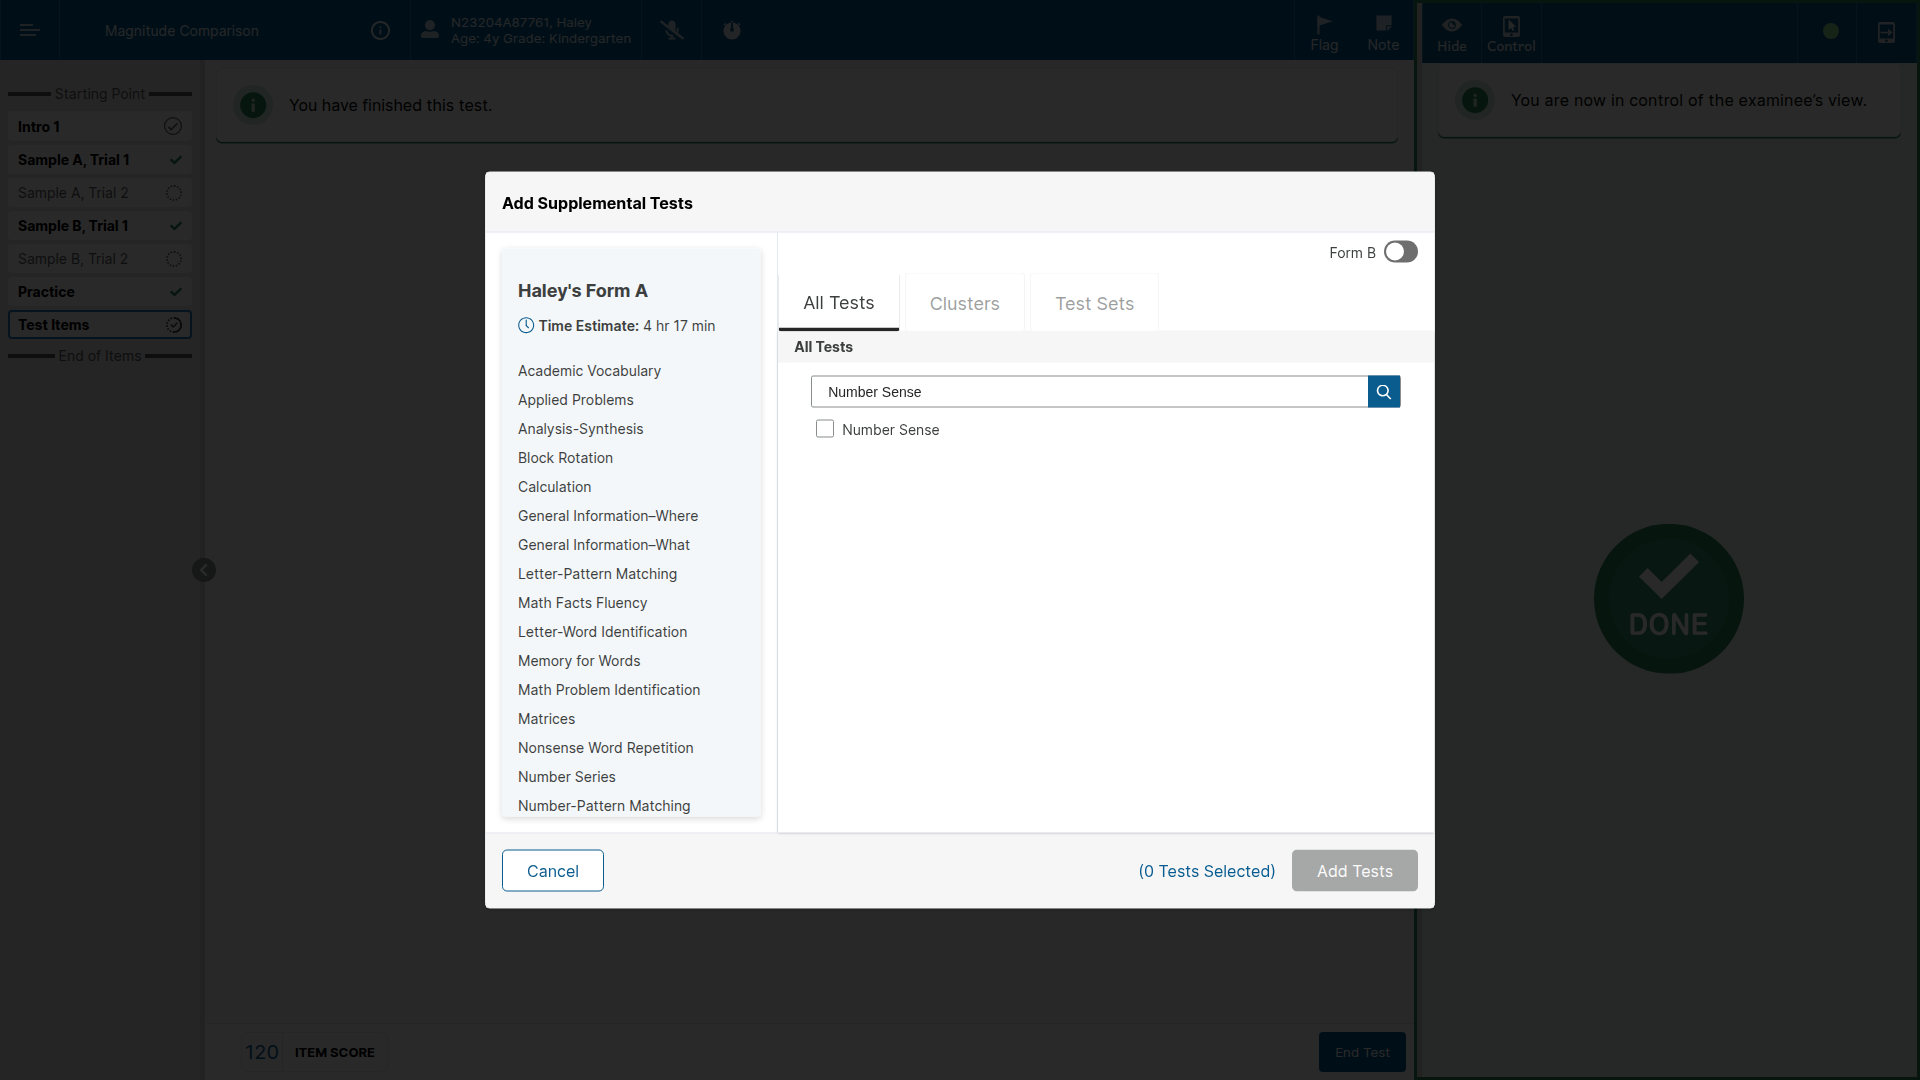 Magnitude Comparison
N23204A87761, Haley
Age: 4y Grade: Kindergarten
Flag
Note
Hide
Control
Starting Point
Intro 1
Sample A, Trial 1
Sample A, Trial 2
Sample B, Trial 1
Sample B, Trial 2
Practice
Test Items
End of Items
You have finished this test.
You are now in control of the examinee's view.
Add Supplemental Tests
Haley's Form A
Time Estimate: 4 hr 17 min
Academic Vocabulary
Applied Problems
Analysis-Synthesis
Block Rotation
Calculation
General Information–Where
General Information–What
Letter-Pattern Matching
Math Facts Fluency
Letter-Word Identification
Memory for Words
Math Problem Identification
Matrices
Nonsense Word Repetition
Number Series
Number-Pattern Matching
Form B
All Tests
Clusters
Test Sets
All Tests
Number Sense
Number Sense
Cancel
(0 Tests Selected)
Add Tests
DONE
120
ITEM SCORE
End Test